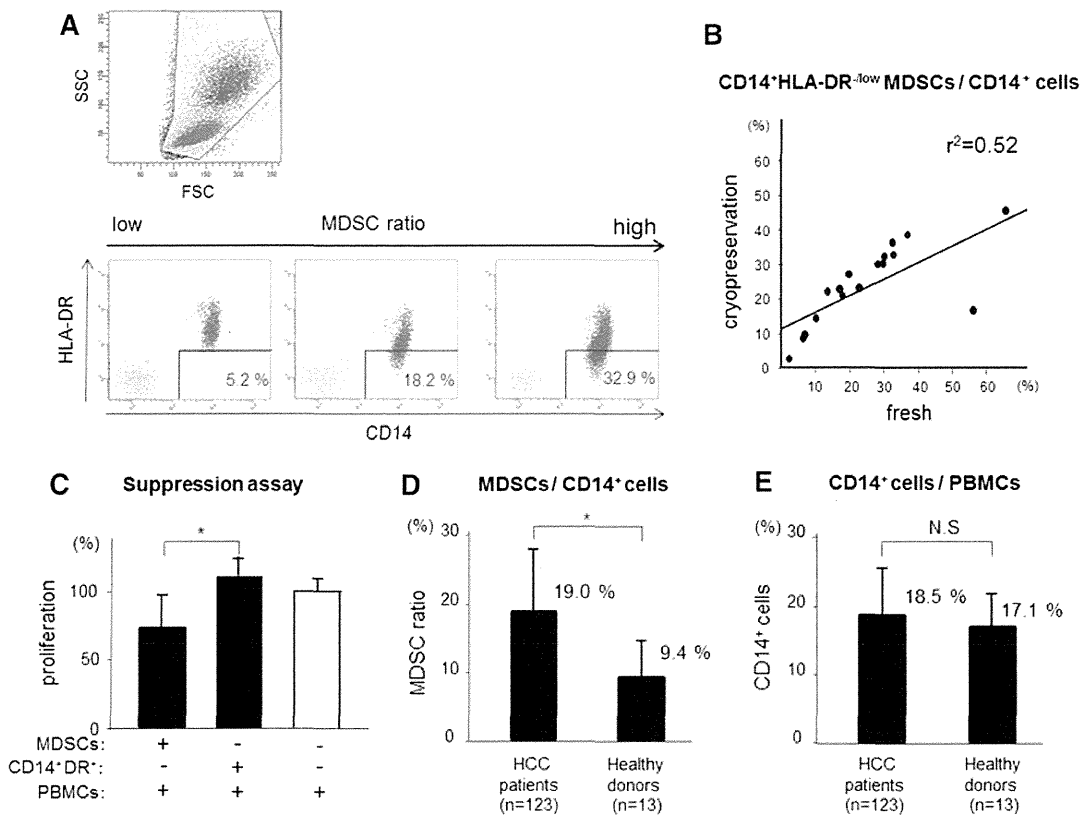 A
SSC
FSC
low MDSC ratio high
HLA-DR
5.2 %
18.2 %
32.9 %
CD14
B
CD14⁺HLA-DR⁻/low MDSCs / CD14⁺ cells
(%)
r²=0.52
cryopreservation
60
50
40
30
20
10
0
10 20 30 40 50 60 (%)
fresh
C Suppression assay
(%)
*
proliferation
100
50
0
MDSCs: + - -
CD14⁺DR⁺: - + -
PBMCs: + + +
D MDSCs / CD14⁺ cells
(%)
*
MDSC ratio
30
20
10
0
19.0 %
9.4 %
HCC patients (n=123)
Healthy donors (n=13)
E CD14⁺ cells / PBMCs
(%)
N.S
CD14⁺ cells
30
20
10
0
18.5 %
17.1 %
HCC patients (n=123)
Healthy donors (n=13)